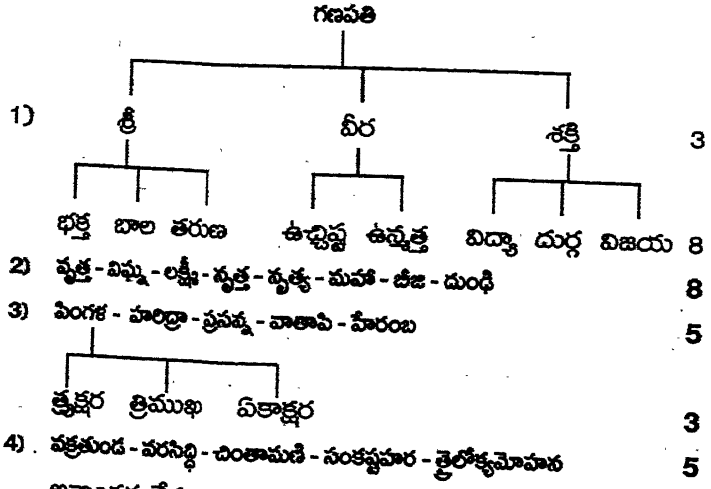 గణపతి
1) శ్రీ వీర శక్తి 3
భక్త బాల తరుణ ఉచ్ఛిష్ట ఉన్మత్త విద్యా దుర్గ విజయ 8
2) వృత్త - విఘ్న - లక్ష్మీ - నృత్త - నృత్య - మహా - బీజ - దుంఢి 8
3) పింగళ - హరిద్రా - ప్రసన్న - వాతాపి - హేరంబ 5
త్ర్యక్షర త్రిముఖ ఏకాక్షర 3
4) . వక్రతుండ - వరసిద్ధి - చింతామణి - సంకష్టహర - త్రైలోక్యమోహన 5